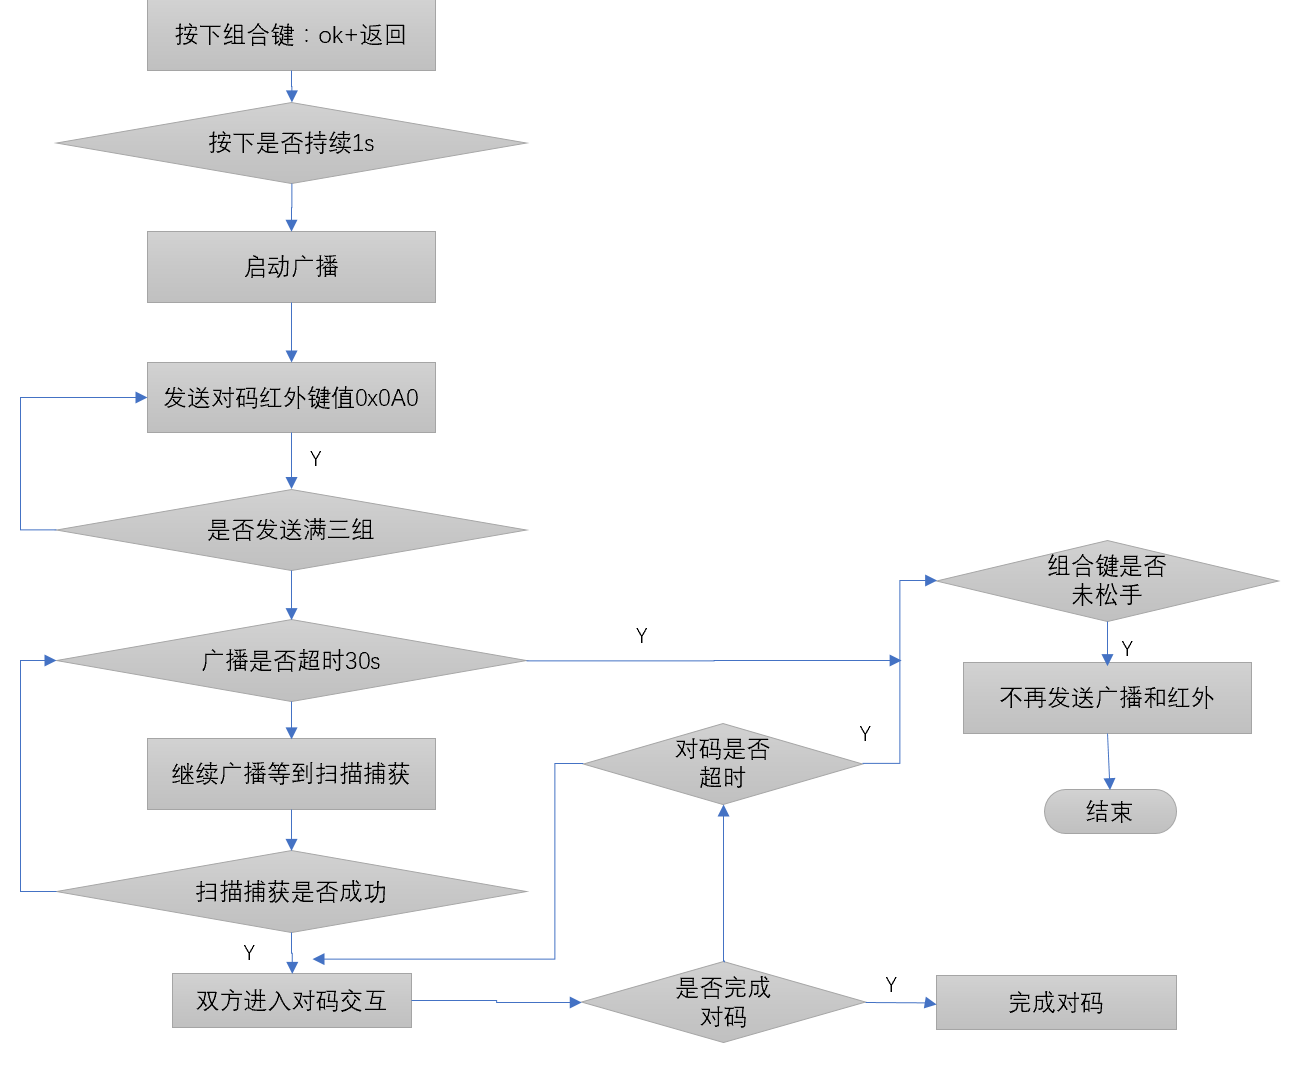 按下组合键：ok+返回
按下是否持续1s
启动广播
发送对码红外键值0x0A0
Y
是否发送满三组
广播是否超时30s
Y
继续广播等到扫描捕获
扫描捕获是否成功
Y
双方进入对码交互
对码是否
超时
Y
是否完成
对码
Y
完成对码
组合键是否
未松手
Y
不再发送广播和红外
结束